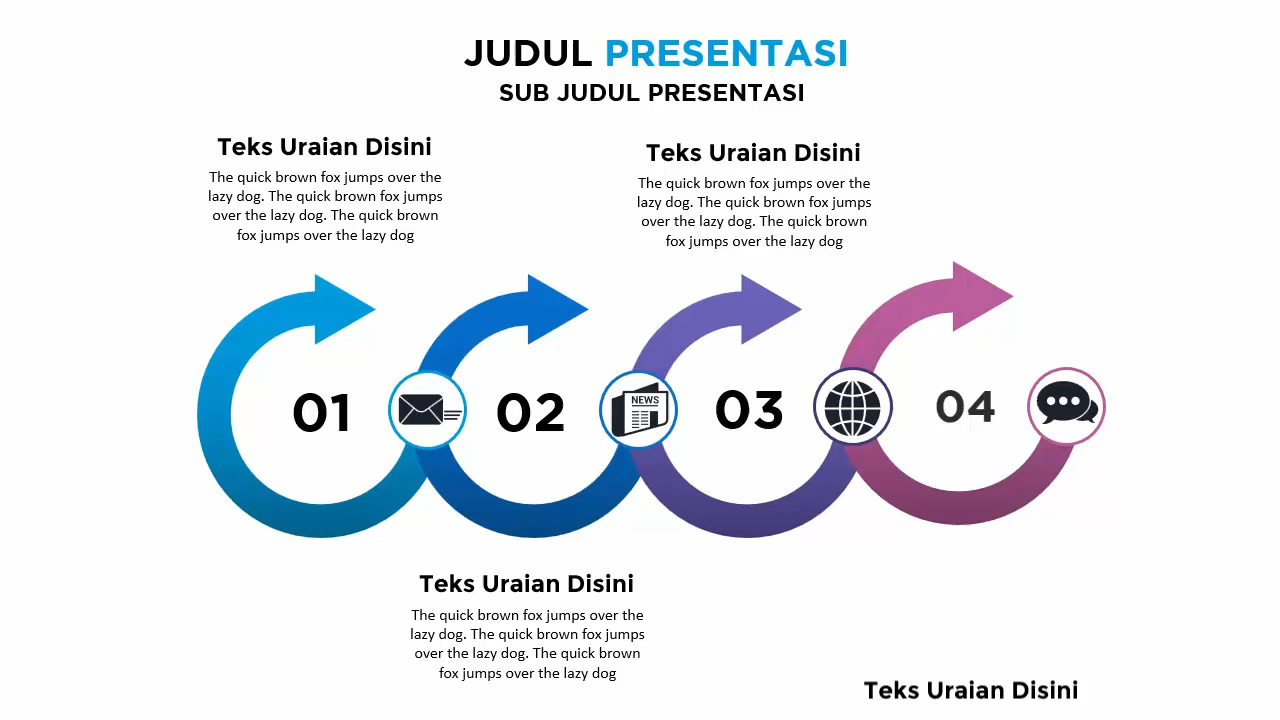 JUDUL PRESENTASI
SUB JUDUL PRESENTASI
Teks Uraian Disini
The quick brown fox jumps over the
lazy dog. The quick brown fox jumps
over the lazy dog. The quick brown
fox jumps over the lazy dog
Teks Uraian Disini
The quick brown fox jumps over the
lazy dog. The quick brown fox jumps
over the lazy dog. The quick brown
fox jumps over the lazy dog
01
02
NEWS
03
04
Teks Uraian Disini
The quick brown fox jumps over the
lazy dog. The quick brown fox jumps
over the lazy dog. The quick brown
fox jumps over the lazy dog
Teks Uraian Disini